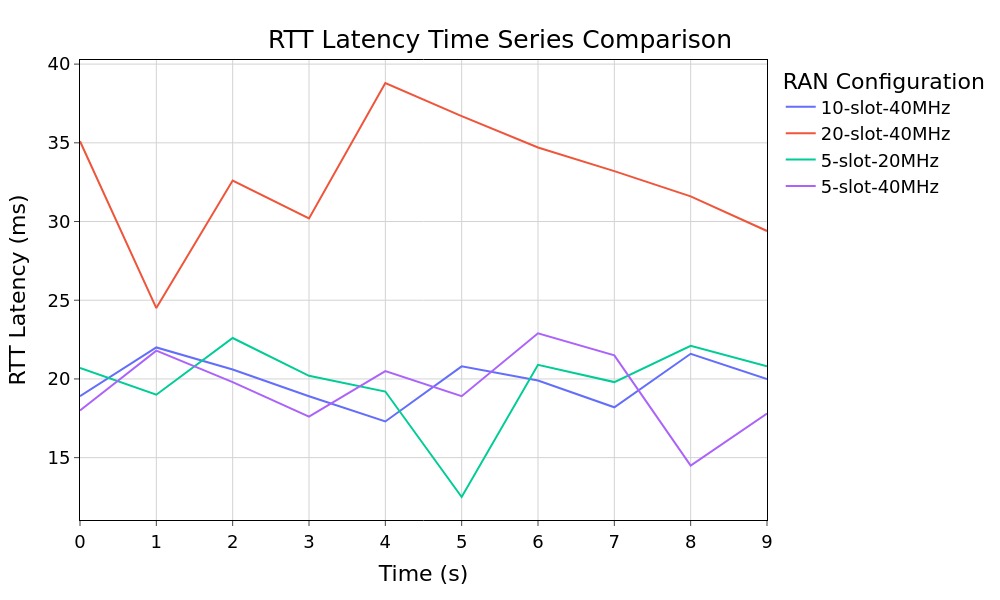 RTT Latency Time Series Comparison
RTT Latency (ms)
40
35
30
25
20
15
0 1 2 3 4 5 6 7 8 9
Time (s)
RAN Configuration
10-slot-40MHz
20-slot-40MHz
5-slot-20MHz
5-slot-40MHz